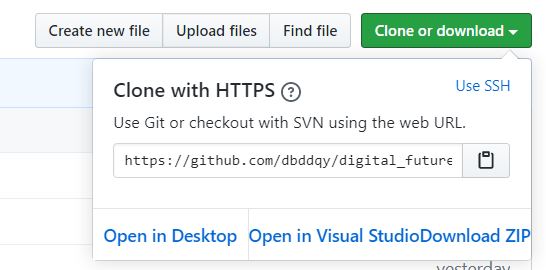 Create new file Upload files Find file Clone or download
Clone with HTTPS Use SSH
Use Git or checkout with SVN using the web URL.
https://github.com/dbddqy/digital_future
Open in Desktop Open in Visual Studio Download ZIP
yesterday